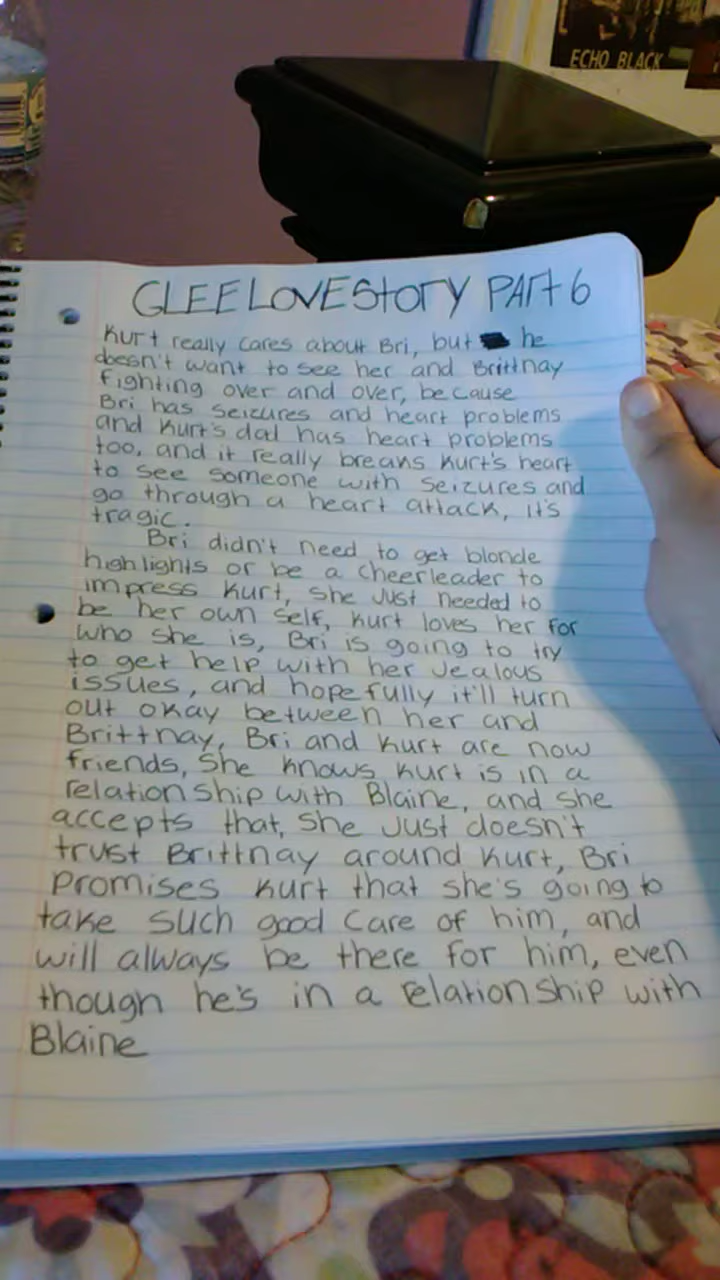 ECHO BLACK
GLEE LOVE Story PArt 6
Kurt really cares about Bri, but he
doesn't want to see her and Brittnay
fighting over and over, because
Bri has seizures and heart problems
and Kurt's dad has heart problems
too, and it really breaks Kurt's heart
to see someone with seizures and
go through a heart attack, it's
tragic.
Bri didn't need to get blonde
highlights or be a cheerleader to
impress Kurt, she just needed to
be her own self, Kurt loves her for
who she is, Bri is going to try
to get help with her jealous
issues, and hopefully it'll turn
out okay between her and
Brittnay, Bri and Kurt are now
friends, She knows Kurt is in a
relationship with Blaine, and she
accepts that, she just doesn't
trust Brittnay around Kurt, Bri
promises Kurt that she's going to
take such good care of him, and
will always be there for him, even
though he's in a relationship with
Blaine